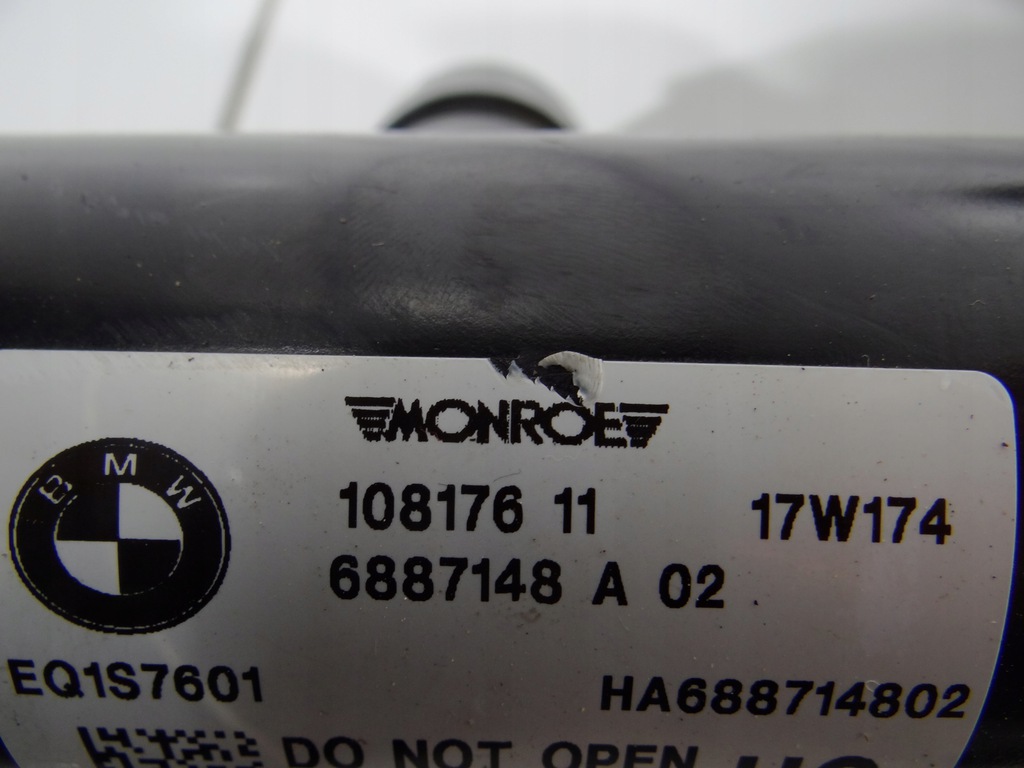 MONROE
BMW
108176 11 17W174
6887148 A 02
EQ1S7601 HA688714802
DO NOT OPEN